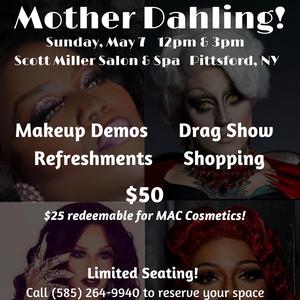 Mother Dahling!
Sunday, May 7 12pm & 3pm
Scott Miller Salon & Spa Pittsford, NY
Makeup Demos Drag Show
Refreshments Shopping
$50
$25 redeemable for MAC Cosmetics!
Limited Seating!
Call (585) 264-9940 to reserve your space